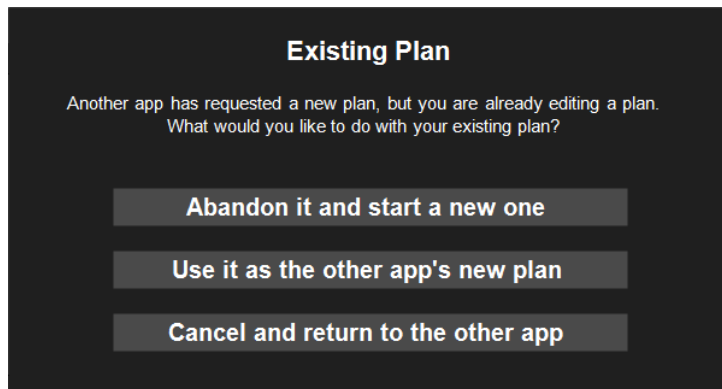 Existing Plan
Another app has requested a new plan, but you are already editing a plan.
What would you like to do with your existing plan?
Abandon it and start a new one
Use it as the other app's new plan
Cancel and return to the other app